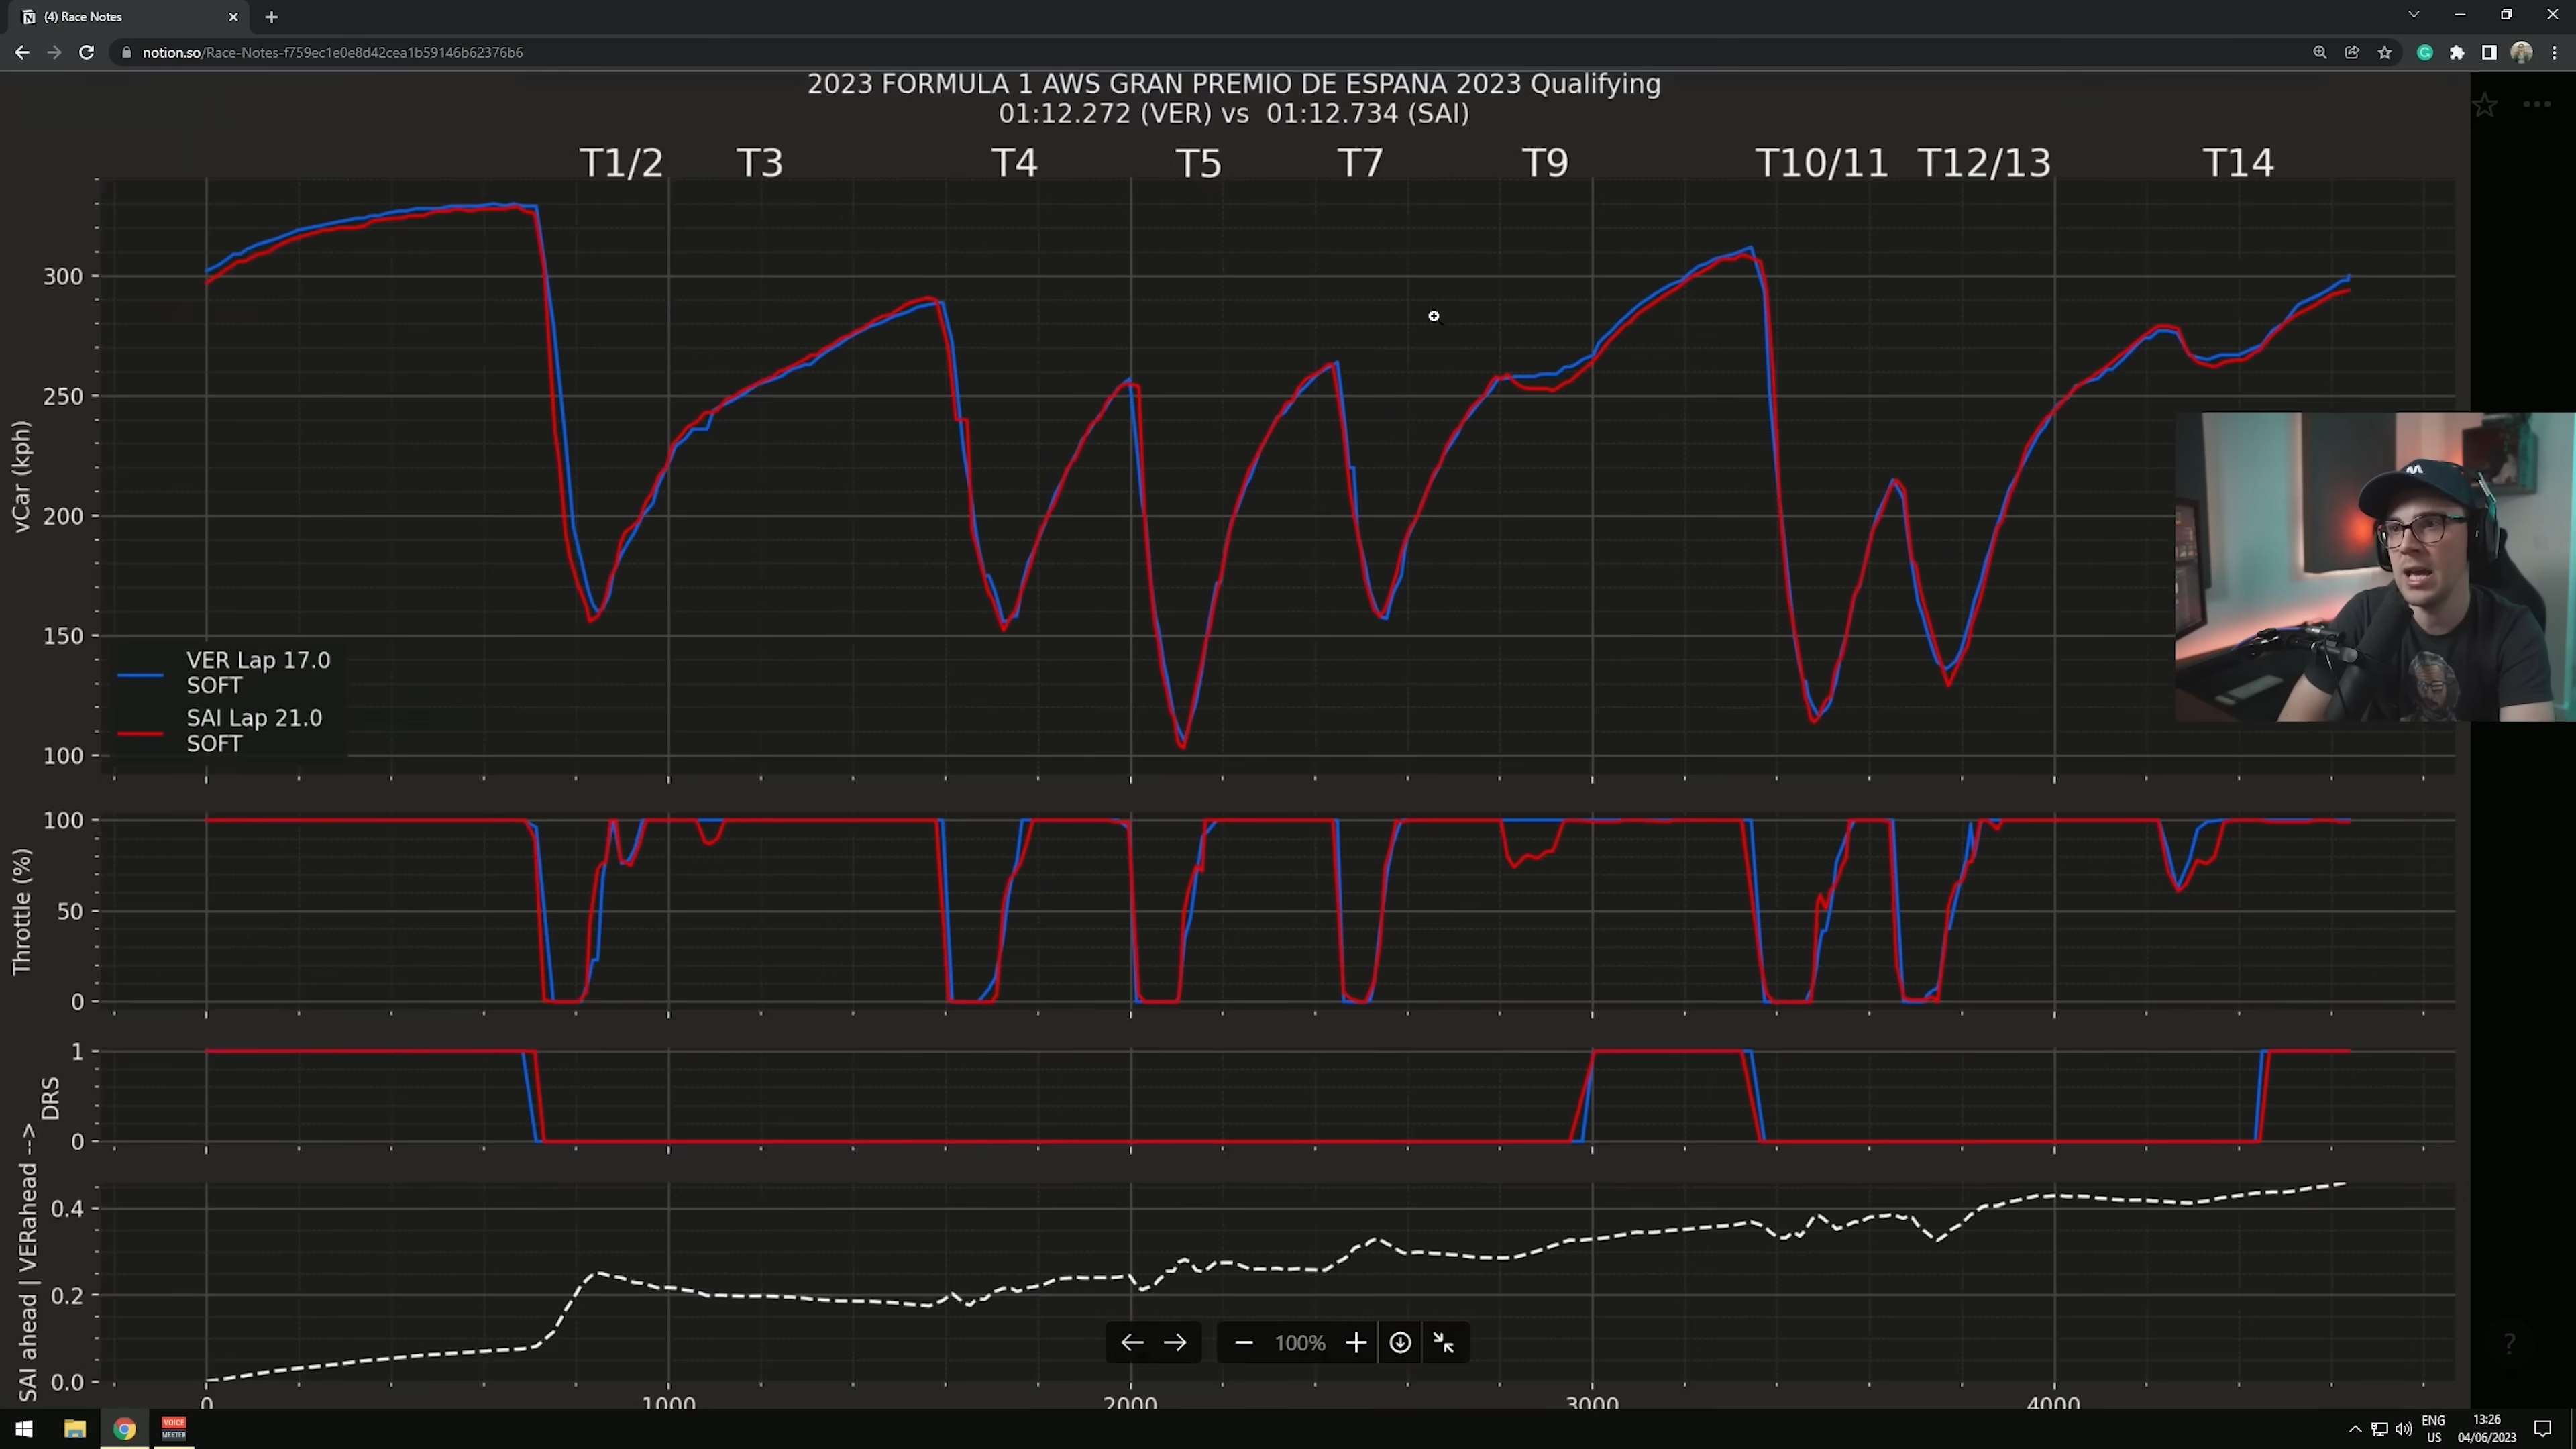 (4) Race Notes
notion.so/Race-Notes-f759ec1e0e8d42cea1b59146b62376b6
2023 FORMULA 1 AWS GRAN PREMIO DE ESPANA 2023 Qualifying
01:12.272 (VER) vs 01:12.734 (SAI)
T1/2 T3 T4 T5 T7 T9 T10/11 T12/13 T14
vCar (kph)
300
250
200
150
100
VER Lap 17.0
SOFT
SAI Lap 21.0
SOFT
Throttle (%)
100
50
0
DRS
1
0
SAI ahead | VERahead -->
0.4
0.2
0.0
0 1000 2000 3000 4000
100%
?
VOICE
MEETER
ENG
US
13:26
04/06/2023